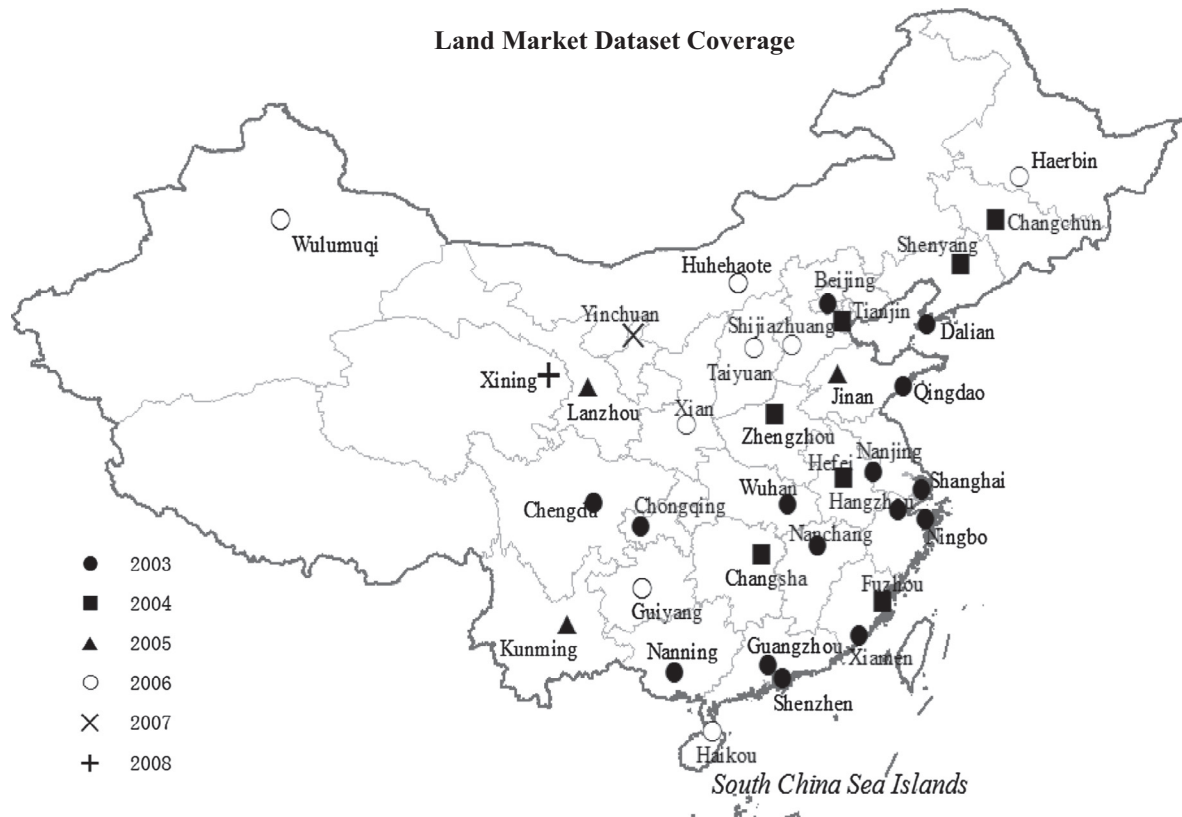 Land Market Dataset Coverage
Haerbin
Changchun
Wulumuqi
Shenyang
Huhehaote
Beijing
Tianjin
Yinchuan
Shijiazhuang
Dalian
Taiyuan
Xining
Jinan
Qingdao
Lanzhou
Xian
Zhengzhou
Nanjing
Hefei
Shanghai
Wuhan
Hangzhou
Chengdu
Chongqing
Ningbo
Nanchang
2003
Changsha
Fuzhou
2004
Guiyang
2005
Kunming
Nanning
Guangzhou
Xiamen
2006
Shenzhen
2007
Haikou
2008
South China Sea Islands